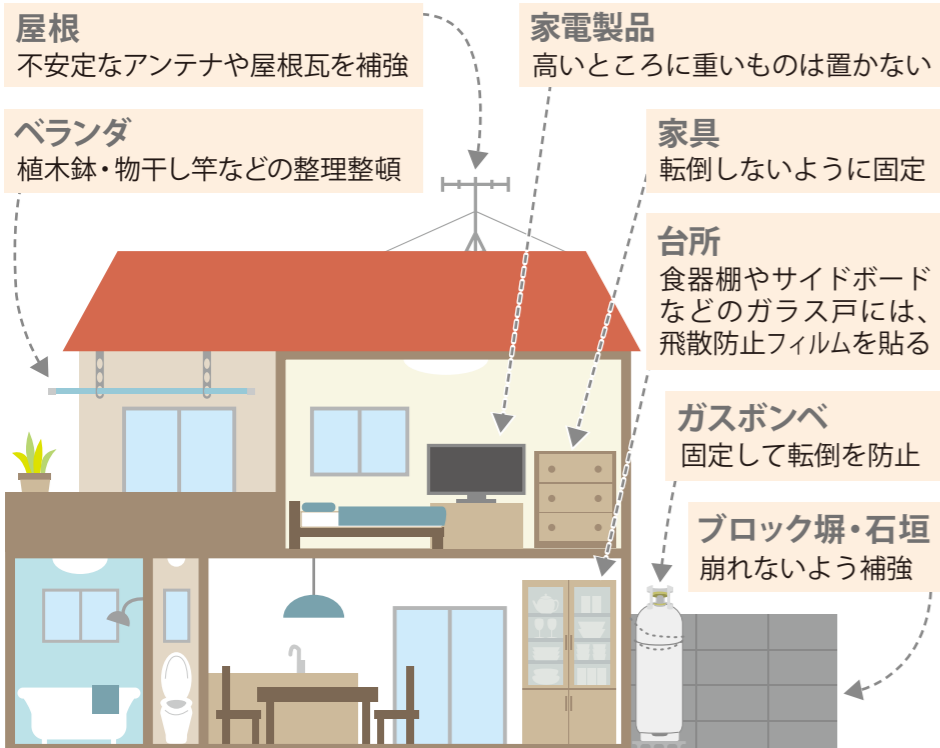 屋根
不安定なアンテナや屋根瓦を補強
ベランダ
植木鉢・物干し竿などの整理整頓
家電製品
高いところに重いものは置かない
家具
転倒しないように固定
台所
食器棚やサイドボード
などのガラス戸には、
飛散防止フィルムを貼る
ガスボンベ
固定して転倒を防止
ブロック塀・石垣
崩れないよう補強